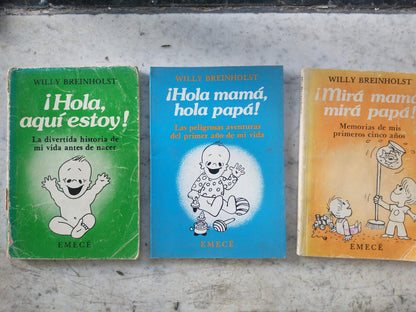 WILLY BREINHOLST
¡Hola,
aquí estoy!
La divertida historia de
mi vida antes de nacer
EMECÉ
WILLY BREINHOLST
¡Hola mamá,
hola papá!
Las peligrosas aventuras
del primer año de mi vida
EMECÉ
WILLY BREINHOLST
¡Mirá mamá
mirá papá!
Memorias de mis
primeros cinco años
EMECÉ